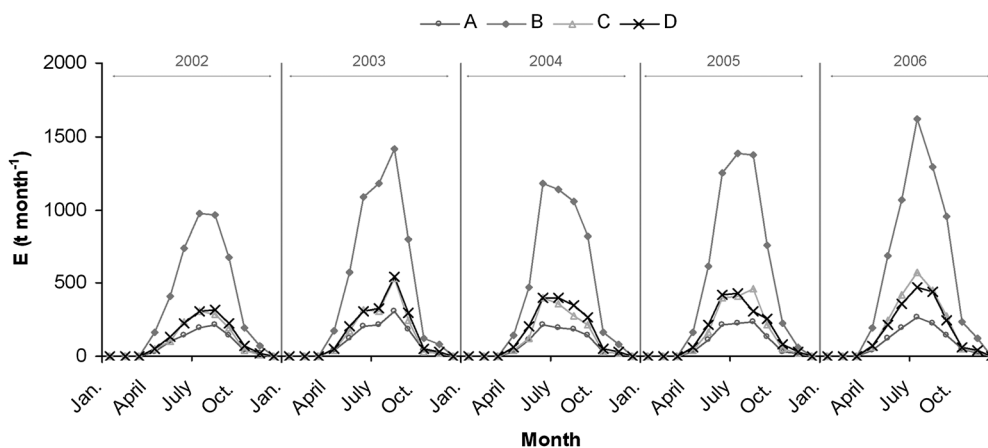 A B C D
2002 2003 2004 2005 2006
2000
1500
1000
500
0
E (t month⁻¹)
Jan. April July Oct. Jan. April July Oct. Jan. April July Oct. Jan. April July Oct. Jan. April July Oct.
Month